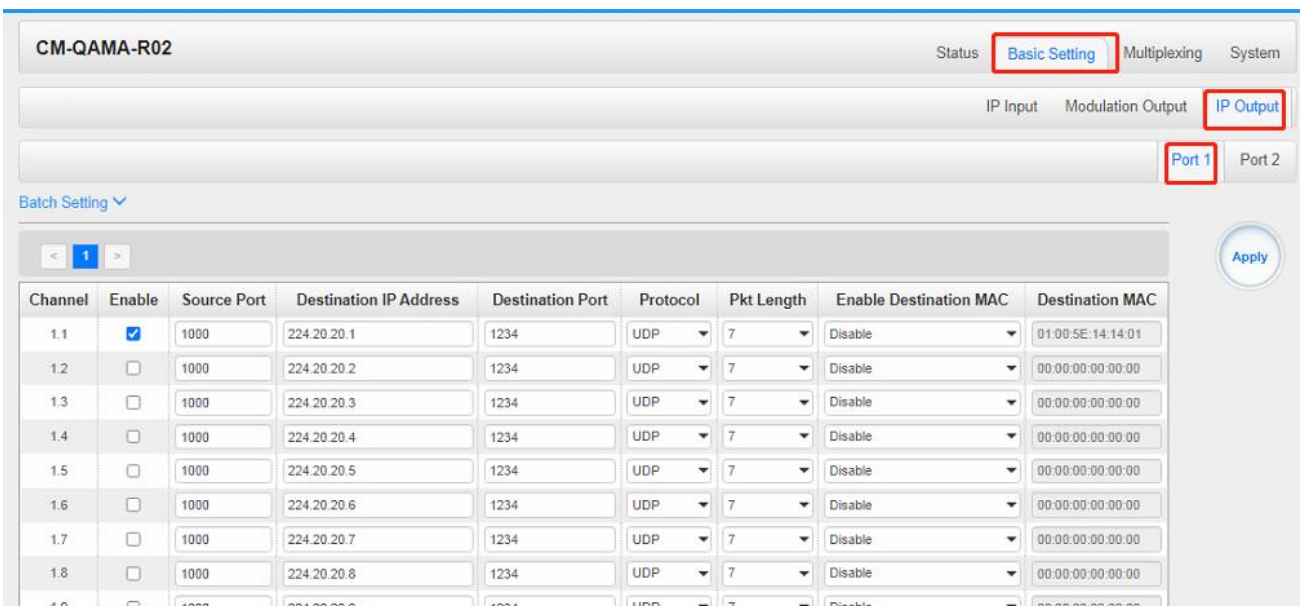 CM-QAMA-R02 Status Basic Setting Multiplexing System
IP Input Modulation Output IP Output
Port 1 Port 2
Batch Setting
< 1 >
Apply
Channel Enable Source Port Destination IP Address Destination Port Protocol Pkt Length Enable Destination MAC Destination MAC
1.1 1000 224.20.20.1 1234 UDP 7 Disable 01:00:5E:14:14:01
1.2 1000 224.20.20.2 1234 UDP 7 Disable 00:00:00:00:00:00
1.3 1000 224.20.20.3 1234 UDP 7 Disable 00:00:00:00:00:00
1.4 1000 224.20.20.4 1234 UDP 7 Disable 00:00:00:00:00:00
1.5 1000 224.20.20.5 1234 UDP 7 Disable 00:00:00:00:00:00
1.6 1000 224.20.20.6 1234 UDP 7 Disable 00:00:00:00:00:00
1.7 1000 224.20.20.7 1234 UDP 7 Disable 00:00:00:00:00:00
1.8 1000 224.20.20.8 1234 UDP 7 Disable 00:00:00:00:00:00